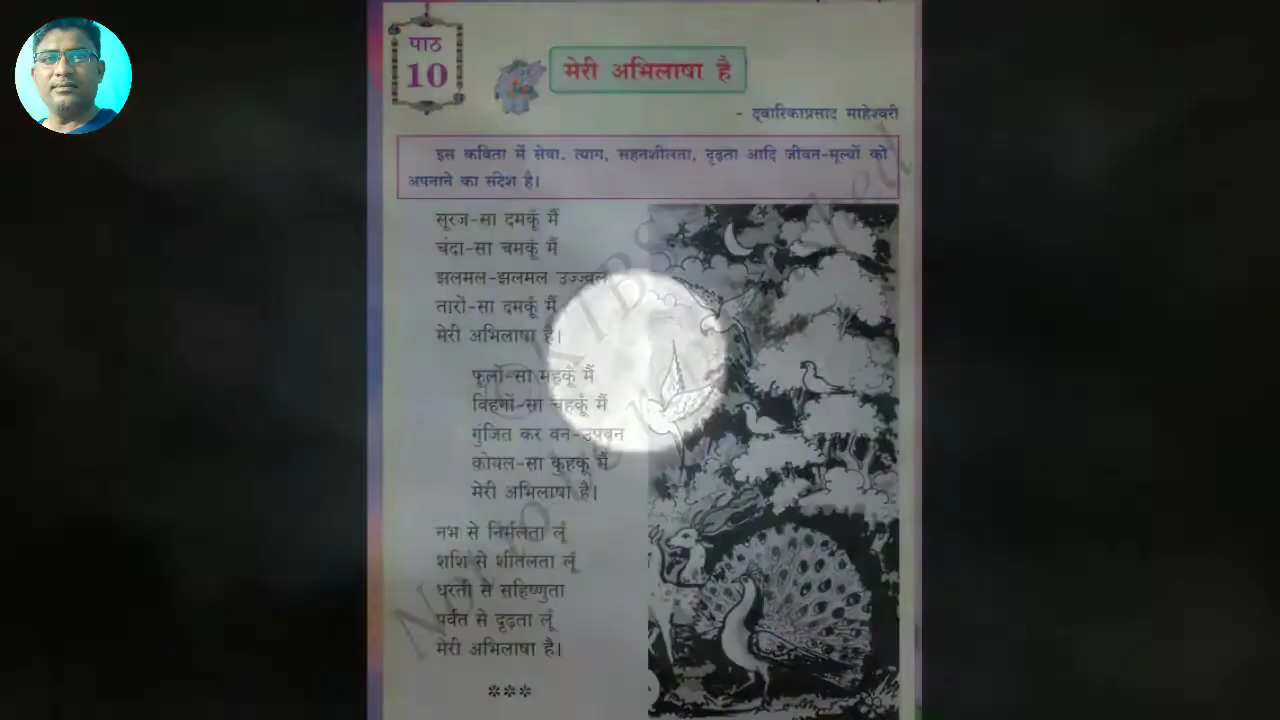 पाठ
10
मेरी अभिलाषा है
- द्वारिकाप्रसाद माहेश्वरी
इस कविता में सेवा, त्याग, सहनशीलता, दृढ़ता आदि जीवन-मूल्यों को
अपनाने का संदेश है।
सूरज-सा दमकूँ मैं
चंदा-सा चमकूँ मैं
झलमल-झलमल उज्ज्वल
तारों-सा दमकूँ मैं
मेरी अभिलाषा है।
फूलों-सा महकूँ मैं
विहगों-सा चहकूँ मैं
गुंजित कर वन-उपवन
कोयल-सा कुहकूँ मैं
मेरी अभिलाषा है।
नभ से निर्मलता लूँ
शशि से शीतलता लूँ
धरती से सहिष्णुता
पर्वत से दृढ़ता लूँ
मेरी अभिलाषा है।
***